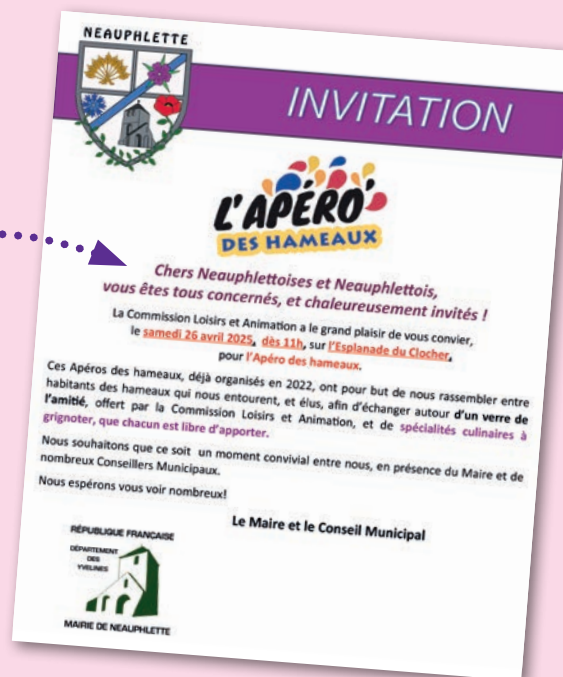 NEAUPHLETTE
INVITATION
L'APÉRO
DES HAMEAUX
Chers Neauphlettoises et Neauphlettois,
vous êtes tous concernés, et chaleureusement invités !
La Commission Loisirs et Animation a le grand plaisir de vous convier,
le samedi 26 avril 2025, dès 11h, sur l'Esplanade du Clocher,
pour l'Apéro des hameaux.
Ces Apéros des hameaux, déjà organisés en 2022, ont pour but de nous rassembler entre
habitants des hameaux qui nous entourent, et élus, afin d'échanger autour d'un verre de
l'amitié, offert par la Commission Loisirs et Animation, et de spécialités culinaires à
grignoter, que chacun est libre d'apporter.
Nous souhaitons que ce soit un moment convivial entre nous, en présence du Maire et de
nombreux Conseillers Municipaux.
Nous espérons vous voir nombreux!
Le Maire et le Conseil Municipal
RÉPUBLIQUE FRANÇAISE
DÉPARTEMENT
DES
YVELINES
MAIRIE DE NEAUPHLETTE